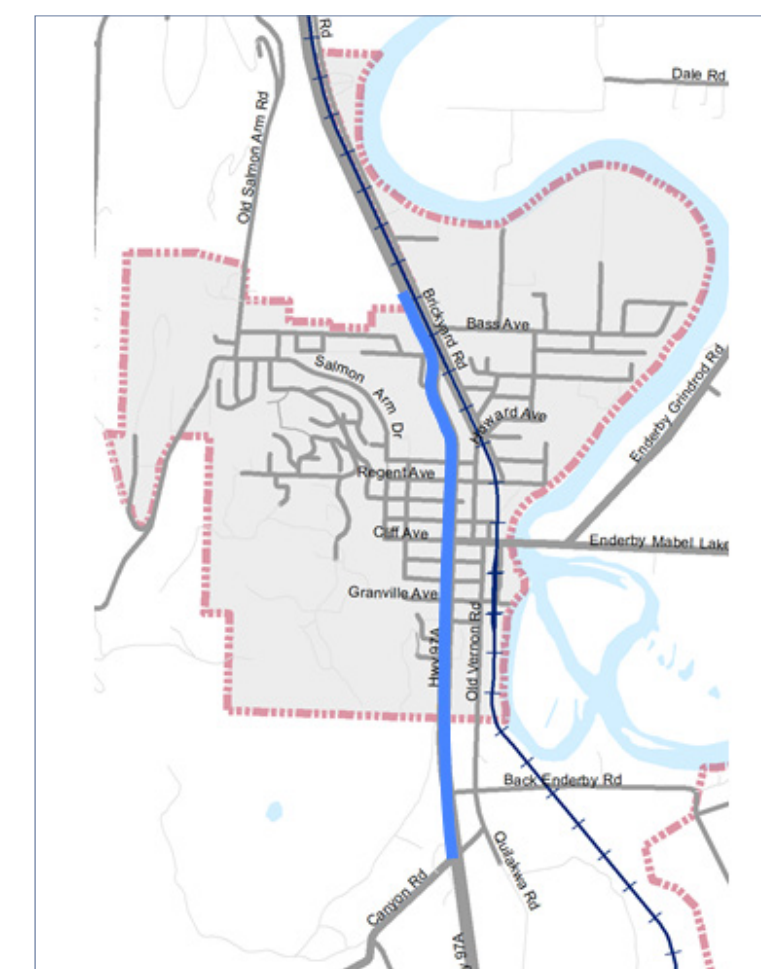 Rd
Dale Rd
Old Salmon Arm Rd
Brickyard Rd
Bass Ave
Salmon Arm Dr
Howard Ave
Enderby Grindrod Rd
Regent Ave
Cliff Ave
Enderby Mabel Lake
Granville Ave
Hwy 97A
Old Vernon Rd
Back Enderby Rd
Quilakwa Rd
Canyon Rd
97A